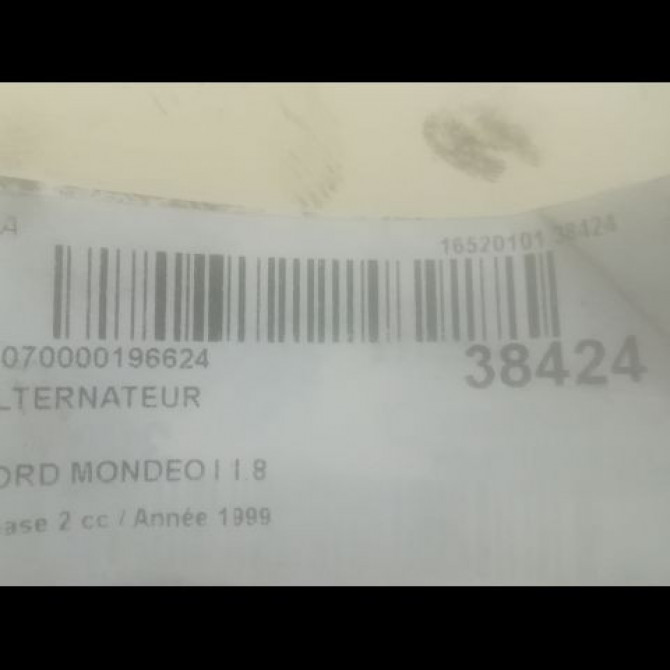 A
16520101 38424
070000196624
38424
LTERNATEUR
ORD MONDEO I 1.8
ase 2 cc / Année 1999